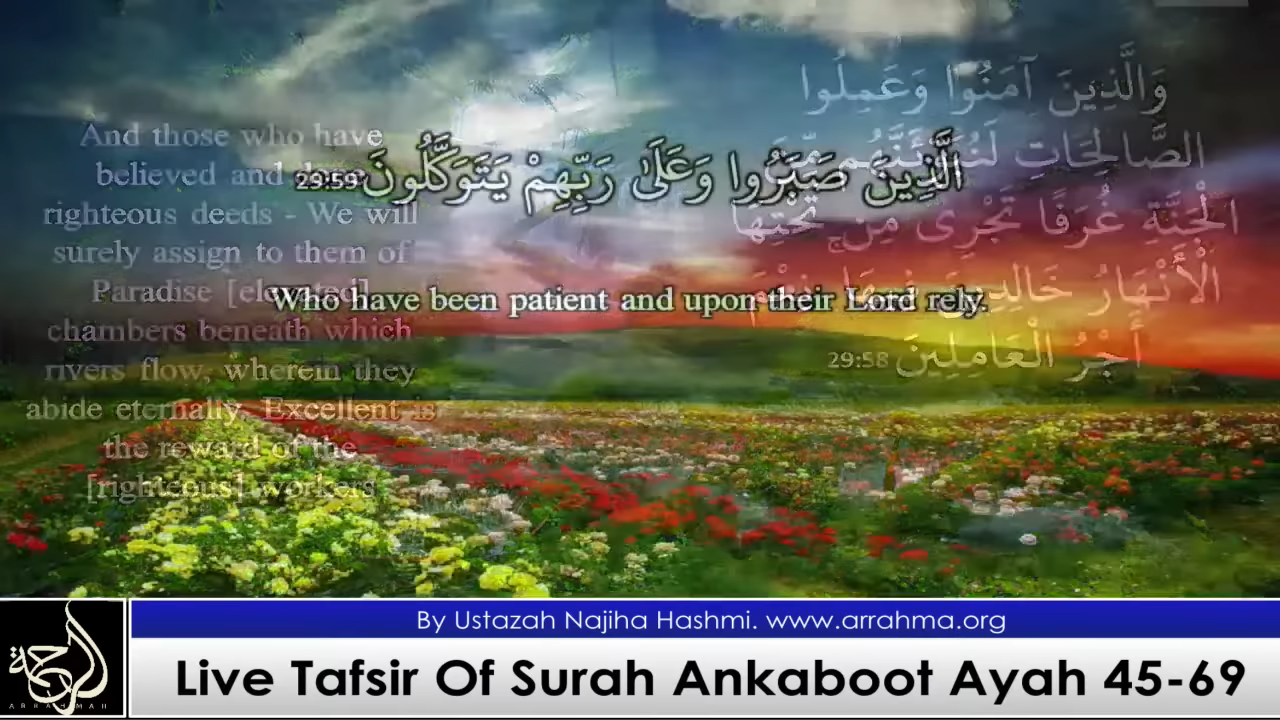 And those who have
believed and done
righteous deeds - We will
surely assign to them of
Paradise [elevated]
chambers beneath which
rivers flow, wherein they
abide eternally. Excellent is
the reward of the
[righteous] workers
وَالَّذِينَ آمَنُوا وَعَمِلُوا
الصَّالِحَاتِ لَنُبَوِّئَنَّهُم مِّنَ
الْجَنَّةِ غُرَفًا تَجْرِي مِن تَحْتِهَا
الْأَنْهَارُ خَالِدِينَ فِيهَا نِعْمَ
أَجْرُ الْعَامِلِينَ 29:58
الَّذِينَ صَبَرُوا وَعَلَىٰ رَبِّهِمْ يَتَوَكَّلُونَ 29:59
Who have been patient and upon their Lord rely.
By Ustazah Najiha Hashmi. www.arrahma.org
Live Tafsir Of Surah Ankaboot Ayah 45-69
الرحمة
ARRAHMAH